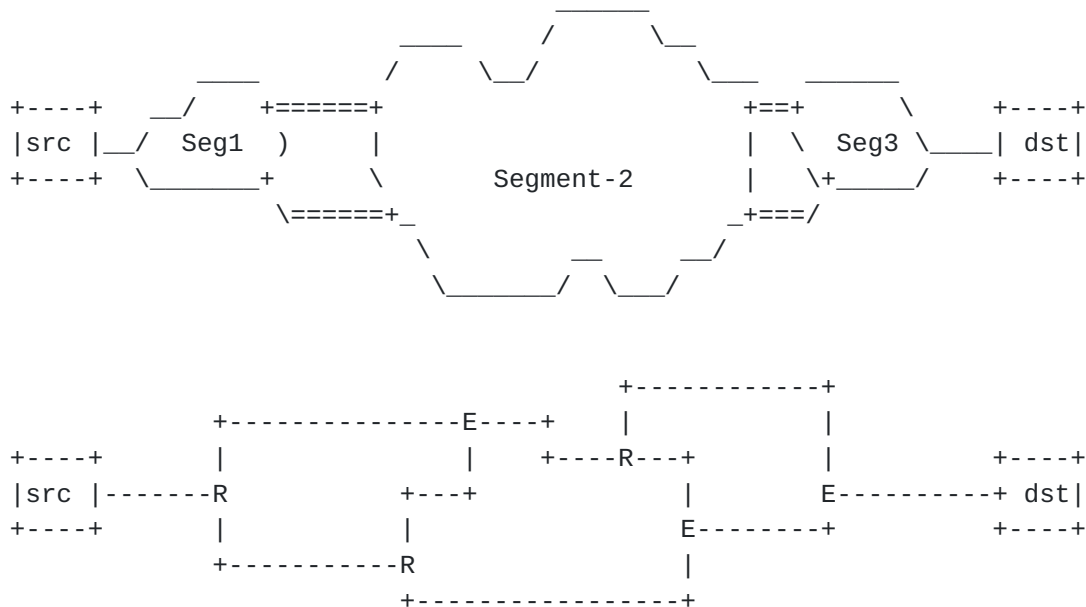 src Seg1 Seg3 dst
Segment-2
E
src R dst
R E
E
R